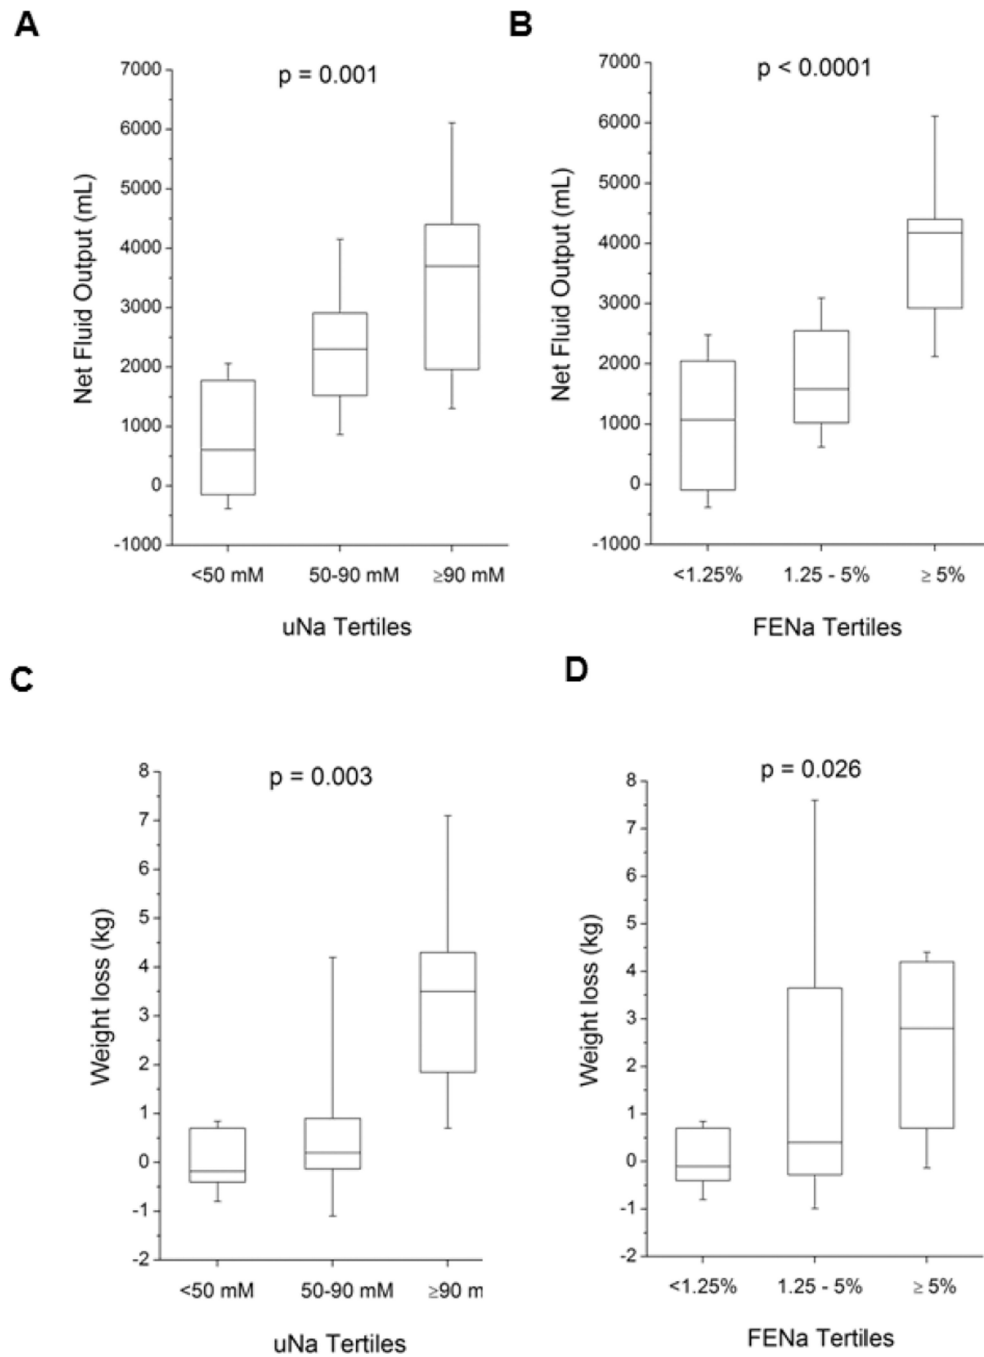 A
p = 0.001
Net Fluid Output (mL)
7000
6000
5000
4000
3000
2000
1000
0
-1000
<50 mM 50-90 mM ≥90 mM
uNa Tertiles
B
p < 0.0001
Net Fluid Output (mL)
7000
6000
5000
4000
3000
2000
1000
0
-1000
<1.25% 1.25 - 5% ≥ 5%
FENa Tertiles
C
p = 0.003
Weight loss (kg)
8
7
6
5
4
3
2
1
0
-1
-2
<50 mM 50-90 mM ≥90 m
uNa Tertiles
D
p = 0.026
Weight loss (kg)
8
7
6
5
4
3
2
1
0
-1
-2
<1.25% 1.25 - 5% ≥ 5%
FENa Tertiles